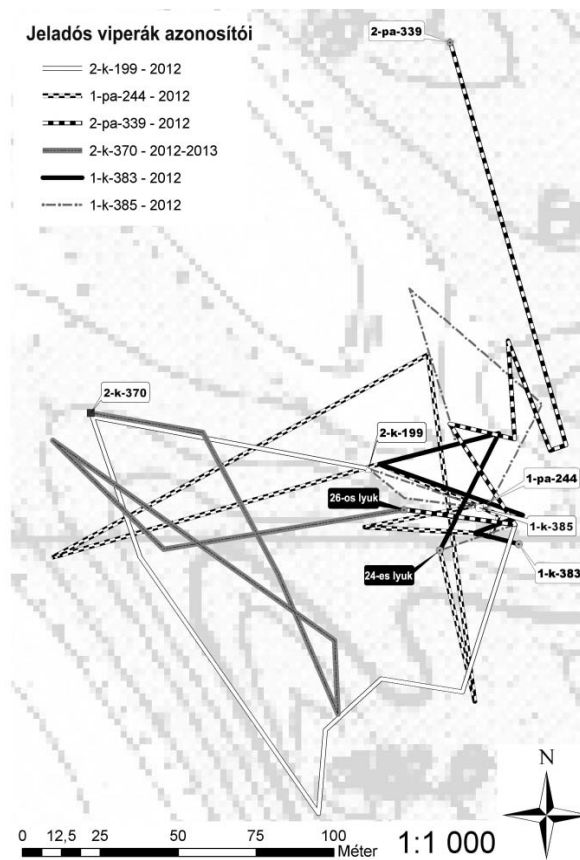 Jeladós viperák azonosítói
2-k-199 - 2012
1-pa-244 - 2012
2-pa-339 - 2012
2-k-370 - 2012-2013
1-k-383 - 2012
1-k-385 - 2012
2-pa-339
2-k-370
2-k-199
1-pa-244
26-os lyuk
1-k-385
24-es lyuk
1-k-383
N
0 12,5 25 50 75 100
Méter
1:1 000